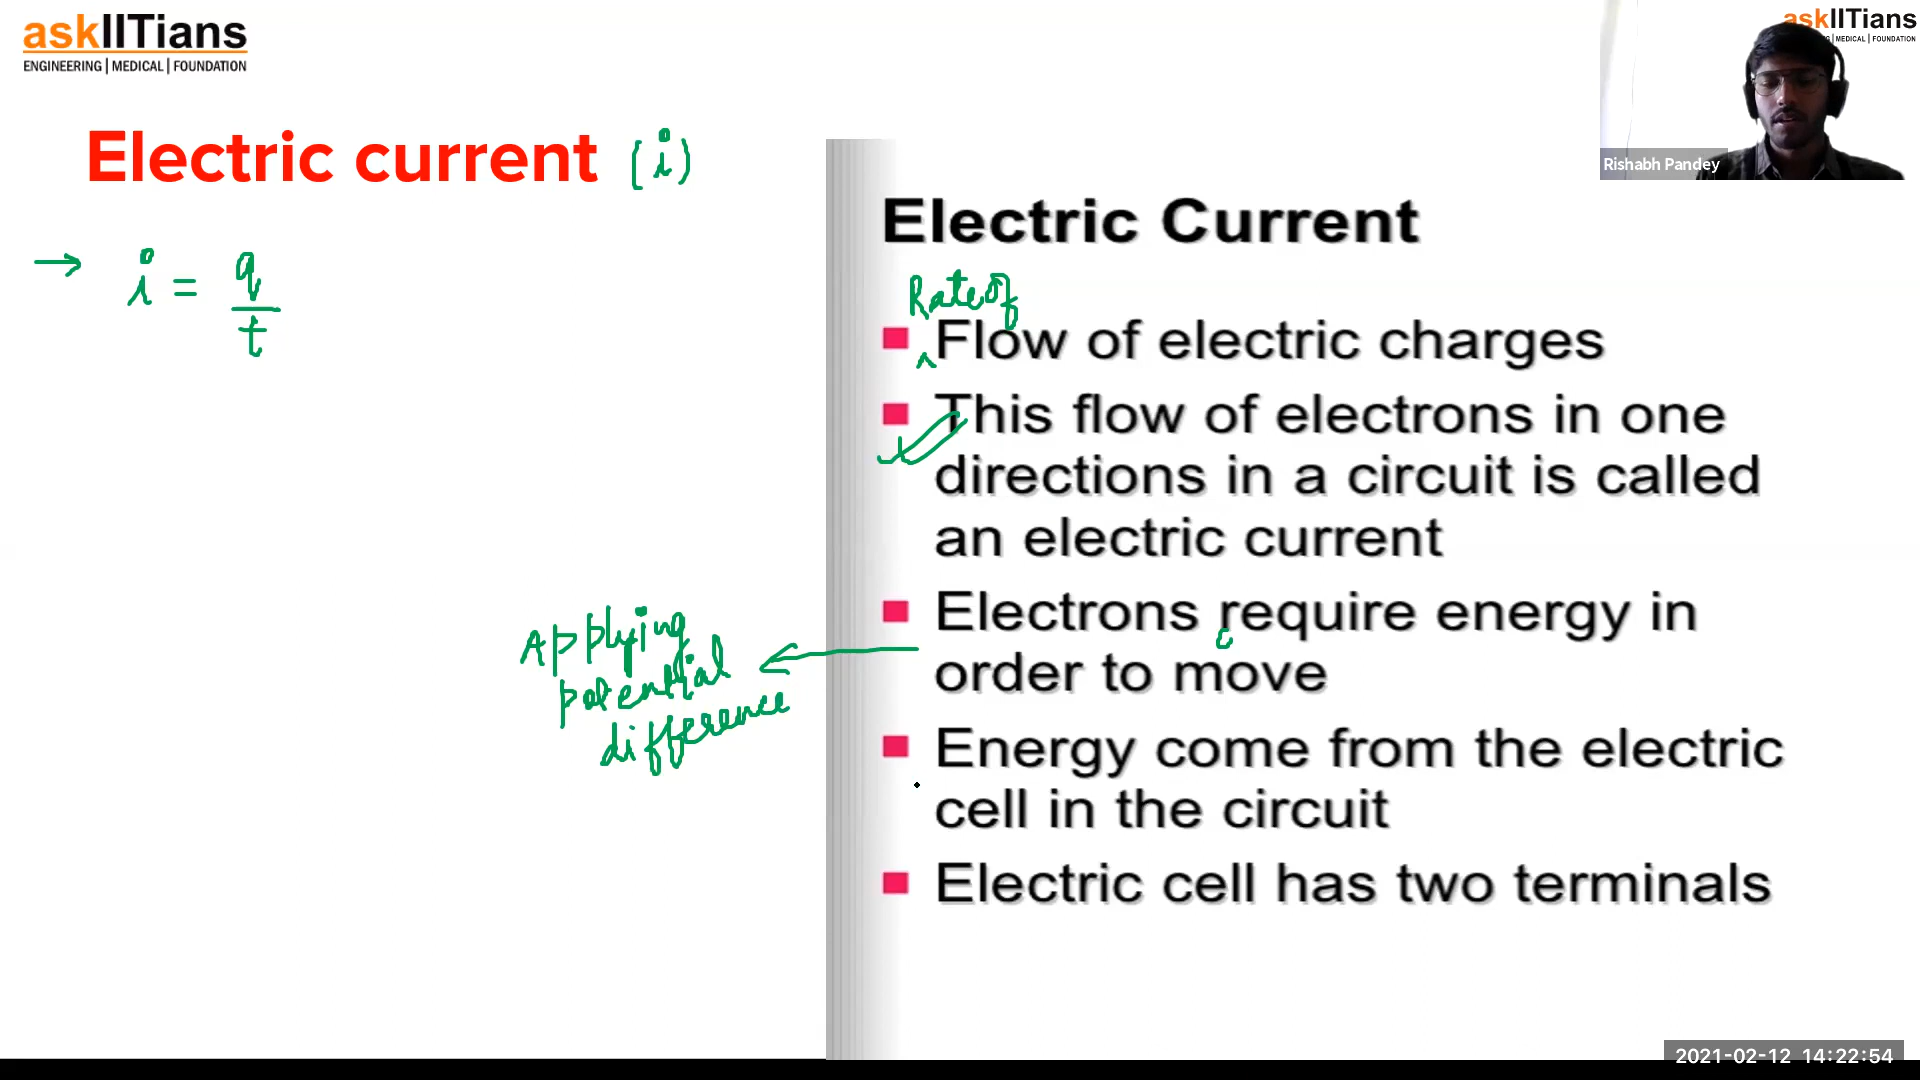 askIITians
ENGINEERING | MEDICAL | FOUNDATION
askIITians
| MEDICAL | FOUNDATION
Rishabh Pandey
Electric current (i)
→ i = q/t
Electric Current
Rate of
^ Flow of electric charges
This flow of electrons in one
directions in a circuit is called
an electric current
Electrons require energy in
order to move
Applying
potential
difference
Energy come from the electric
cell in the circuit
Electric cell has two terminals
2021-02-12 14:22:54